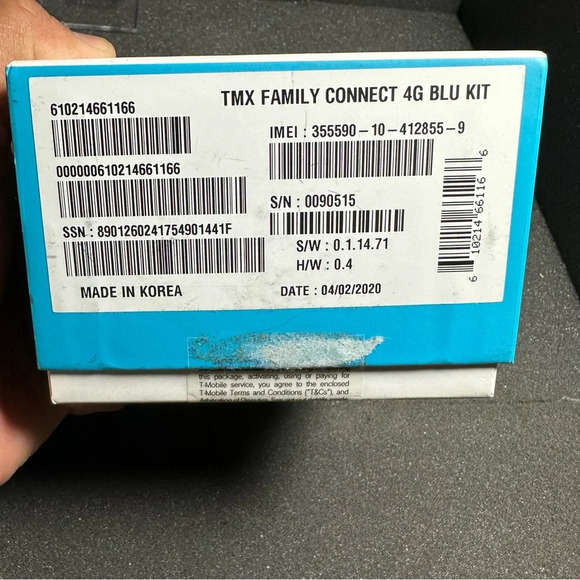 610214661166
000000610214661166
SSN : 8901260241754901441F
MADE IN KOREA
TMX FAMILY CONNECT 4G BLU KIT
IMEI : 355590-10-412855-9
S/N : 0090515
S/W : 0.1.14.71
H/W : 0.4
DATE : 04/02/2020
6 10214 66116 6
this package, activating, using or paying for
T-Mobile service, you agree to the enclosed
T-Mobile Terms and Conditions ("T&Cs"), and